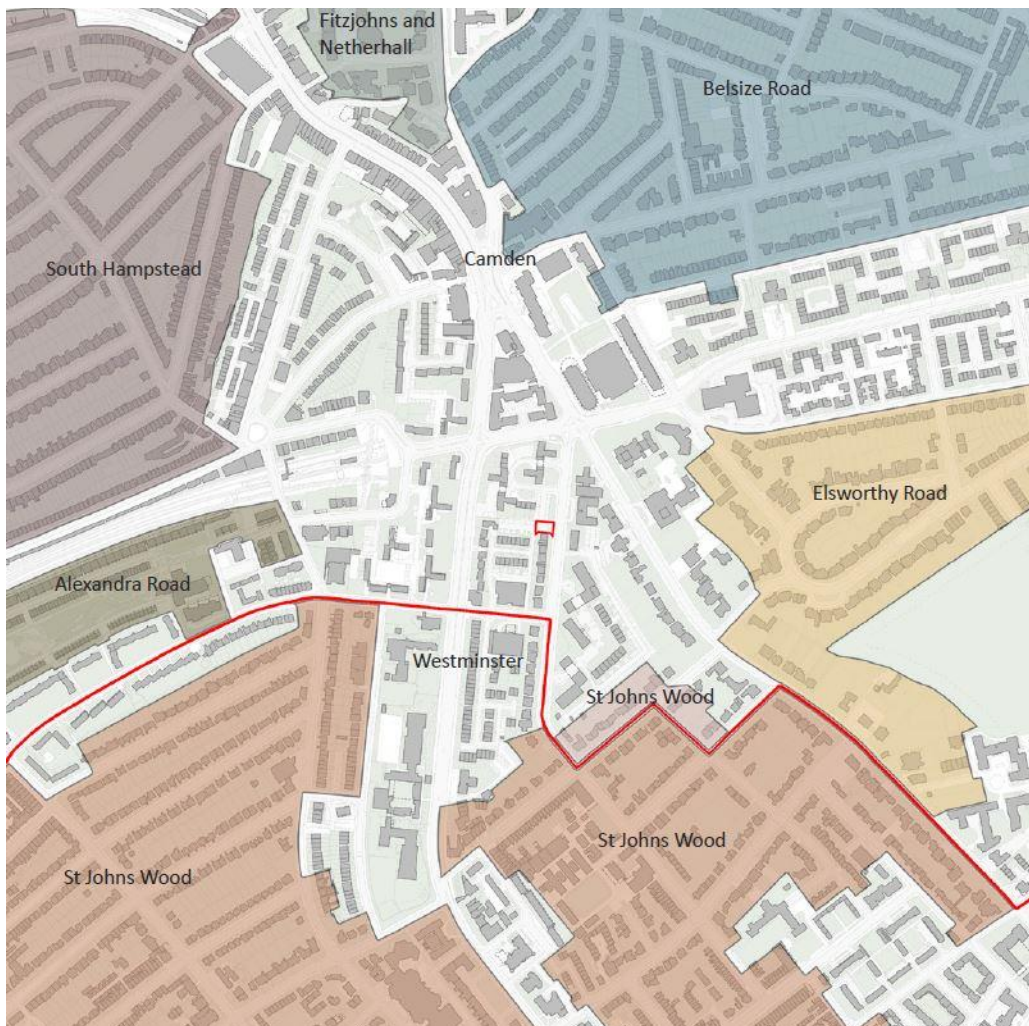 Fitzjohns and
Netherhall
Belsize Road
Camden
South Hampstead
Elsworthy Road
Alexandra Road
Westminster
St Johns Wood
St Johns Wood
St Johns Wood